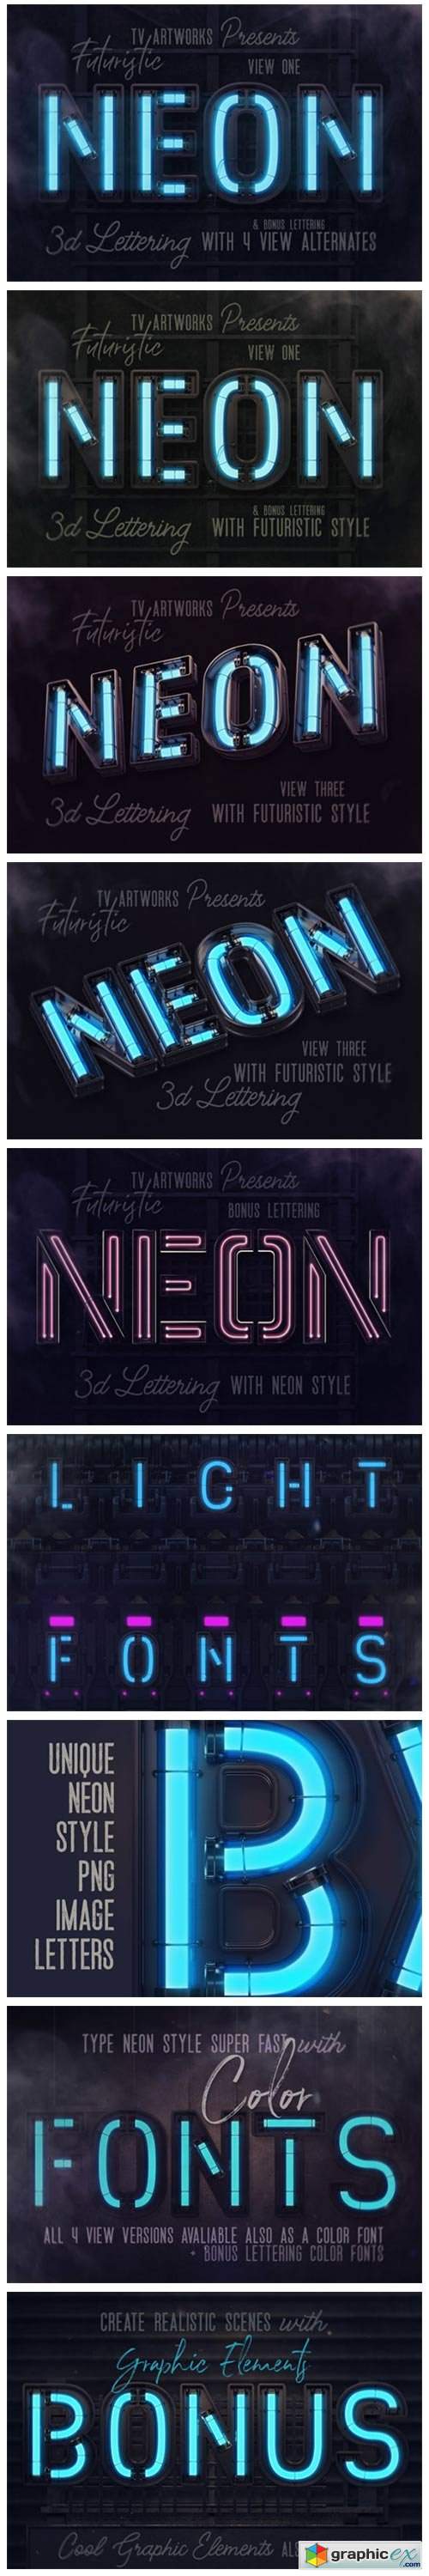 TV ARTWORKS Presents
Futuristic
VIEW ONE
NEON
& BONUS LETTERING
3d Lettering WITH 4 VIEW ALTERNATES
TV ARTWORKS Presents
Futuristic
VIEW ONE
NEON
& BONUS LETTERING
3d Lettering WITH FUTURISTIC STYLE
TV ARTWORKS Presents
Futuristic
NEON
VIEW THREE
3d Lettering WITH FUTURISTIC STYLE
TV ARTWORKS Presents
Futuristic
NEON
VIEW THREE
WITH FUTURISTIC STYLE
3d Lettering
TV ARTWORKS Presents
Futuristic
BONUS LETTERING
NEON
3d Lettering WITH NEON STYLE
LIGHT
FONTS
UNIQUE
NEON
STYLE
PNG
IMAGE
LETTERS
B
TYPE NEON STYLE SUPER FAST with
Color
FONTS
ALL 4 VIEW VERSIONS AVALIABLE ALSO AS A COLOR FONT
+ BONUS LETTERING COLOR FONTS
CREATE REALISTIC SCENES with
Graphic Elements
BONUS
Cool Graphic Elements
graphicex
.com